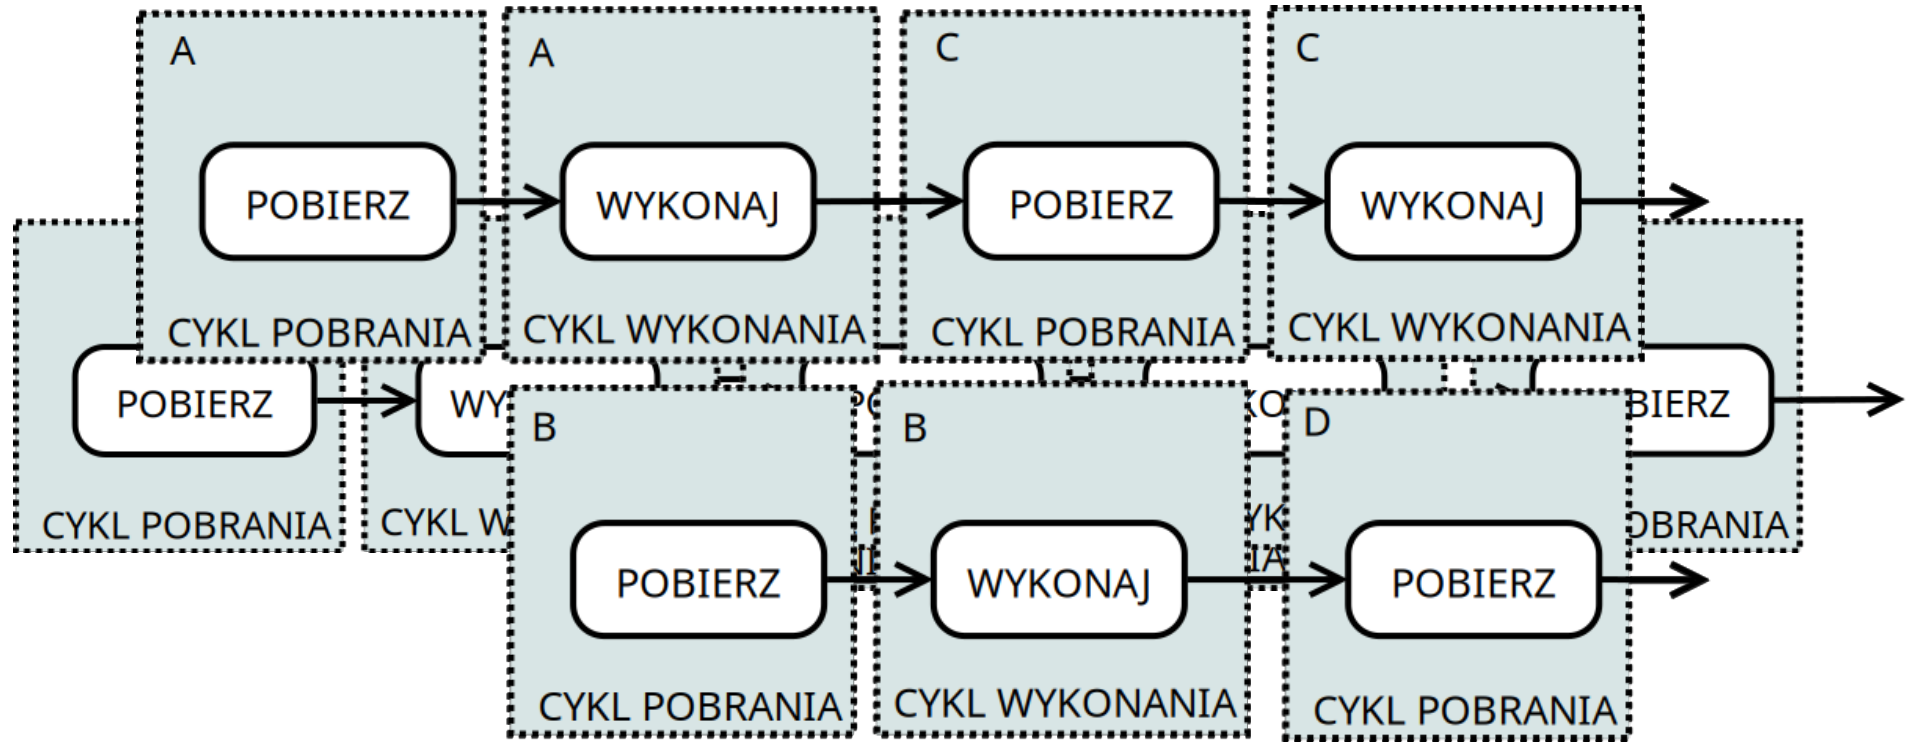 A
POBIERZ
CYKL POBRANIA
A
WYKONAJ
CYKL WYKONANIA
C
POBIERZ
CYKL POBRANIA
C
WYKONAJ
CYKL WYKONANIA
POBIERZ
CYKL POBRANIA
CYKL
B
POBIERZ
CYKL POBRANIA
B
WYKONAJ
CYKL WYKONANIA
D
POBIERZ
CYKL POBRANIA